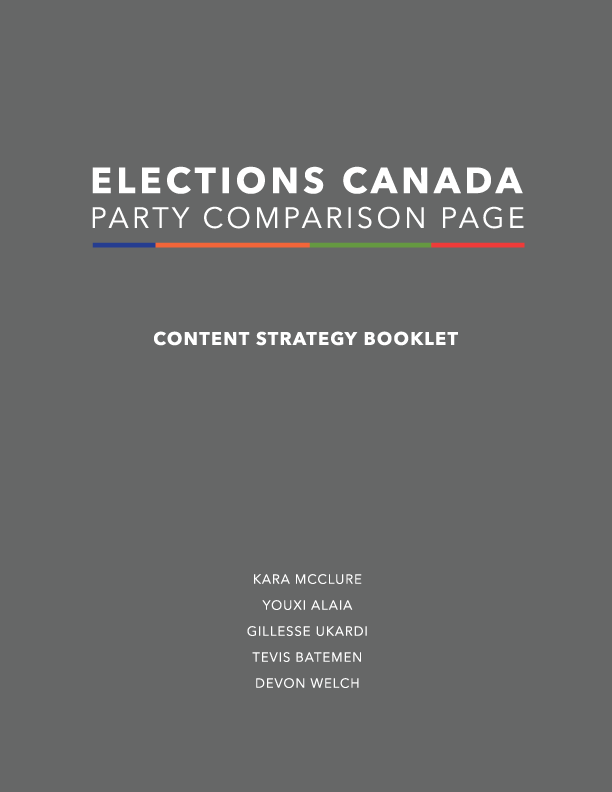 ELECTIONS CANADA
PARTY COMPARISON PAGE
CONTENT STRATEGY BOOKLET
KARA MCCLURE
YOUXI ALAIA
GILLESSE UKARDI
TEVIS BATEMEN
DEVON WELCH